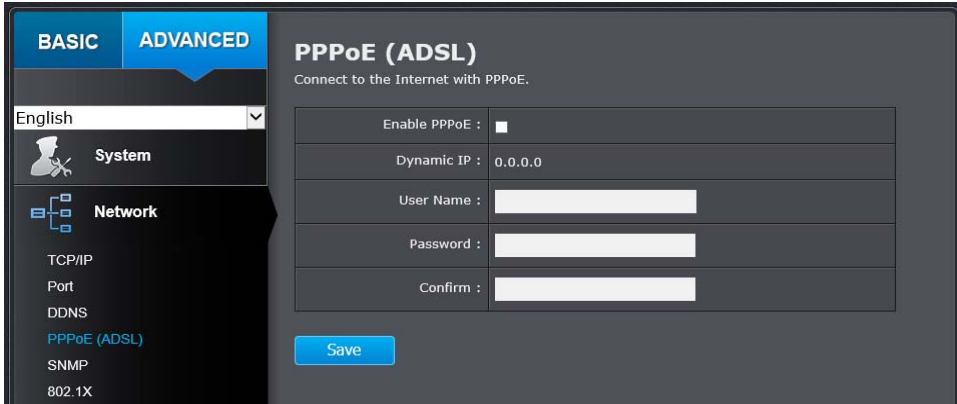 BASIC ADVANCED
English
System
Network
TCP/IP
Port
DDNS
PPPoE (ADSL)
SNMP
802.1X
PPPoE (ADSL)
Connect to the Internet with PPPoE.
Enable PPPoE :
Dynamic IP : 0.0.0.0
User Name :
Password :
Confirm :
Save